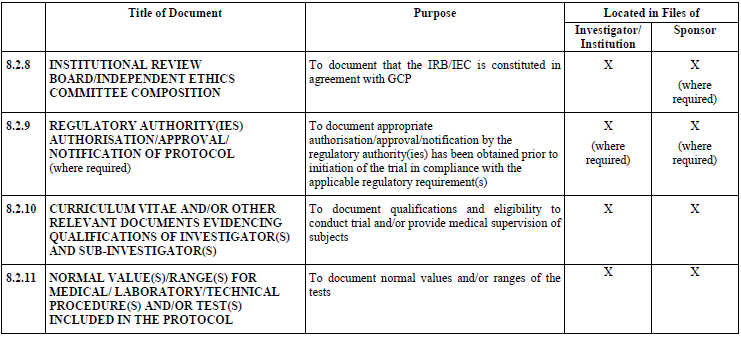 Title of Document
Purpose
Located in Files of
Investigator/
Institution
Sponsor
8.2.8
INSTITUTIONAL REVIEW
BOARD/INDEPENDENT ETHICS
COMMITTEE COMPOSITION
To document that the IRB/IEC is constituted in
agreement with GCP
X
X
(where
required)
8.2.9
REGULATORY AUTHORITY(IES)
AUTHORISATION/APPROVAL/
NOTIFICATION OF PROTOCOL
(where required)
To document appropriate
authorisation/approval/notification by the
regulatory authority(ies) has been obtained prior to
initiation of the trial in compliance with the
applicable regulatory requirement(s)
X
(where
required)
X
(where
required)
8.2.10
CURRICULUM VITAE AND/OR OTHER
RELEVANT DOCUMENTS EVIDENCING
QUALIFICATIONS OF INVESTIGATOR(S)
AND SUB-INVESTIGATOR(S)
To document qualifications and eligibility to
conduct trial and/or provide medical supervision of
subjects
X
X
8.2.11
NORMAL VALUE(S)/RANGE(S) FOR
MEDICAL/ LABORATORY/TECHNICAL
PROCEDURE(S) AND/OR TEST(S)
INCLUDED IN THE PROTOCOL
To document normal values and/or ranges of the
tests
X
X